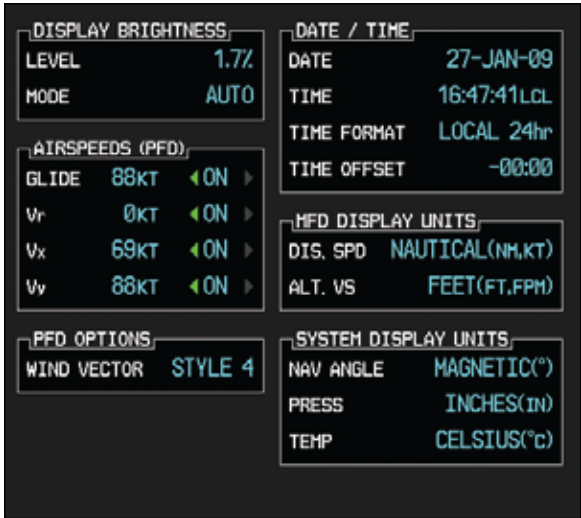 DISPLAY BRIGHTNESS
LEVEL 1.7%
MODE AUTO
AIRSPEEDS (PFD)
GLIDE 88KT ON
Vr 0KT ON
Vx 69KT ON
Vy 88KT ON
PFD OPTIONS
WIND VECTOR STYLE 4
DATE / TIME
DATE 27-JAN-09
TIME 16:47:41LCL
TIME FORMAT LOCAL 24hr
TIME OFFSET -00:00
MFD DISPLAY UNITS
DIS, SPD NAUTICAL(NM,KT)
ALT, VS FEET(FT,FPM)
SYSTEM DISPLAY UNITS
NAV ANGLE MAGNETIC(°)
PRESS INCHES(IN)
TEMP CELSIUS(°C)